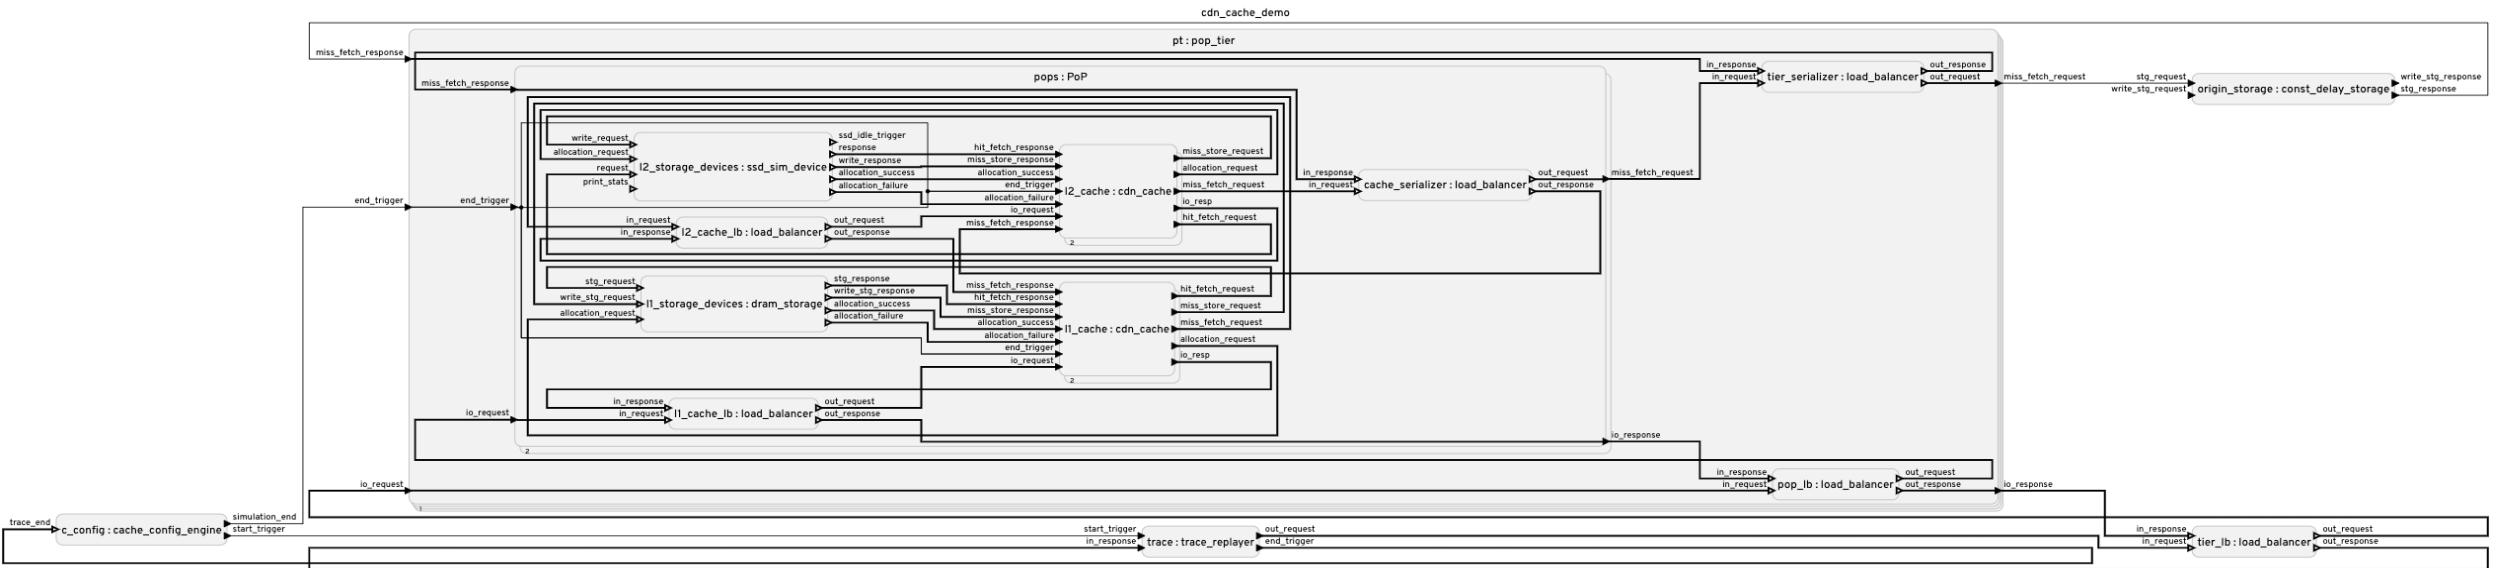 cdn_cache_demo
pt : pop_tier
miss_fetch_response
in_response
in_request
tier_serializer : load_balancer
out_response
out_request
miss_fetch_request
stg_request
write_stg_request
origin_storage : const_delay_storage
write_stg_response
stg_response
pops : PoP
miss_fetch_response
write_request
allocation_request
request
print_stats
l2_storage_devices : ssd_sim_device
ssd_idle_trigger
response
write_response
allocation_success
allocation_failure
hit_fetch_response
miss_store_response
allocation_success
end_trigger
allocation_failure
io_request
miss_fetch_response
l2_cache : cdn_cache
2
miss_store_request
allocation_request
miss_fetch_request
io_resp
hit_fetch_request
in_response
in_request
cache_serializer : load_balancer
out_request
out_response
miss_fetch_request
end_trigger
end_trigger
in_request
in_response
l2_cache_lb : load_balancer
out_request
out_response
stg_request
write_stg_request
allocation_request
l1_storage_devices : dram_storage
stg_response
write_stg_response
allocation_success
allocation_failure
miss_fetch_response
hit_fetch_response
miss_store_response
allocation_success
allocation_failure
end_trigger
io_request
l1_cache : cdn_cache
2
hit_fetch_request
miss_store_request
miss_fetch_request
allocation_request
io_resp
io_request
in_response
in_request
l1_cache_lb : load_balancer
out_request
out_response
2
io_response
io_request
in_response
in_request
pop_lb : load_balancer
out_request
out_response
io_response
1
trace_end
c_config : cache_config_engine
simulation_end
start_trigger
start_trigger
in_response
trace : trace_replayer
out_request
end_trigger
in_response
in_request
tier_lb : load_balancer
out_request
out_response